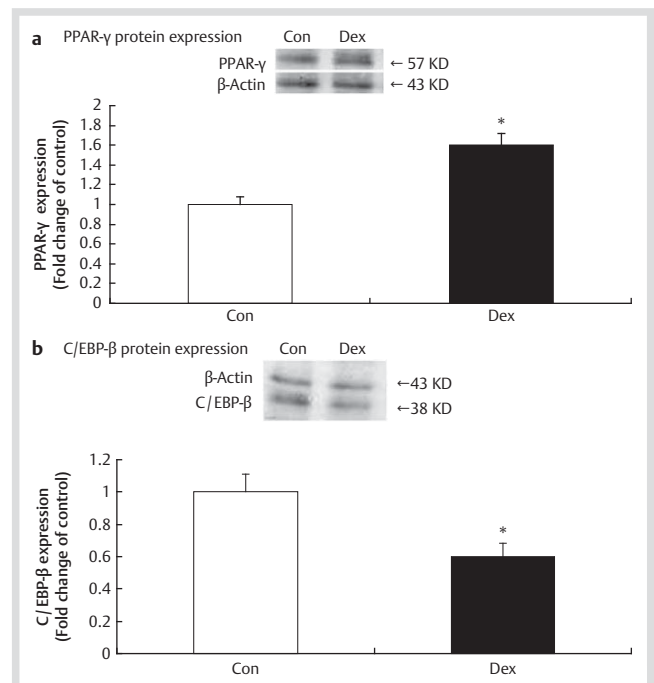 a PPAR-γ protein expression Con Dex
PPAR-γ ← 57 KD
β-Actin ← 43 KD
PPAR-γ expression
(Fold change of control)
2
1.8
1.6
1.4
1.2
1
0.8
0.6
0.4
0.2
0
*
Con Dex
b C/EBP-β protein expression Con Dex
β-Actin ←43 KD
C/EBP-β ←38 KD
C/EBP-β expression
(Fold change of control)
1.2
1
0.8
0.6
0.4
0.2
0
*
Con Dex